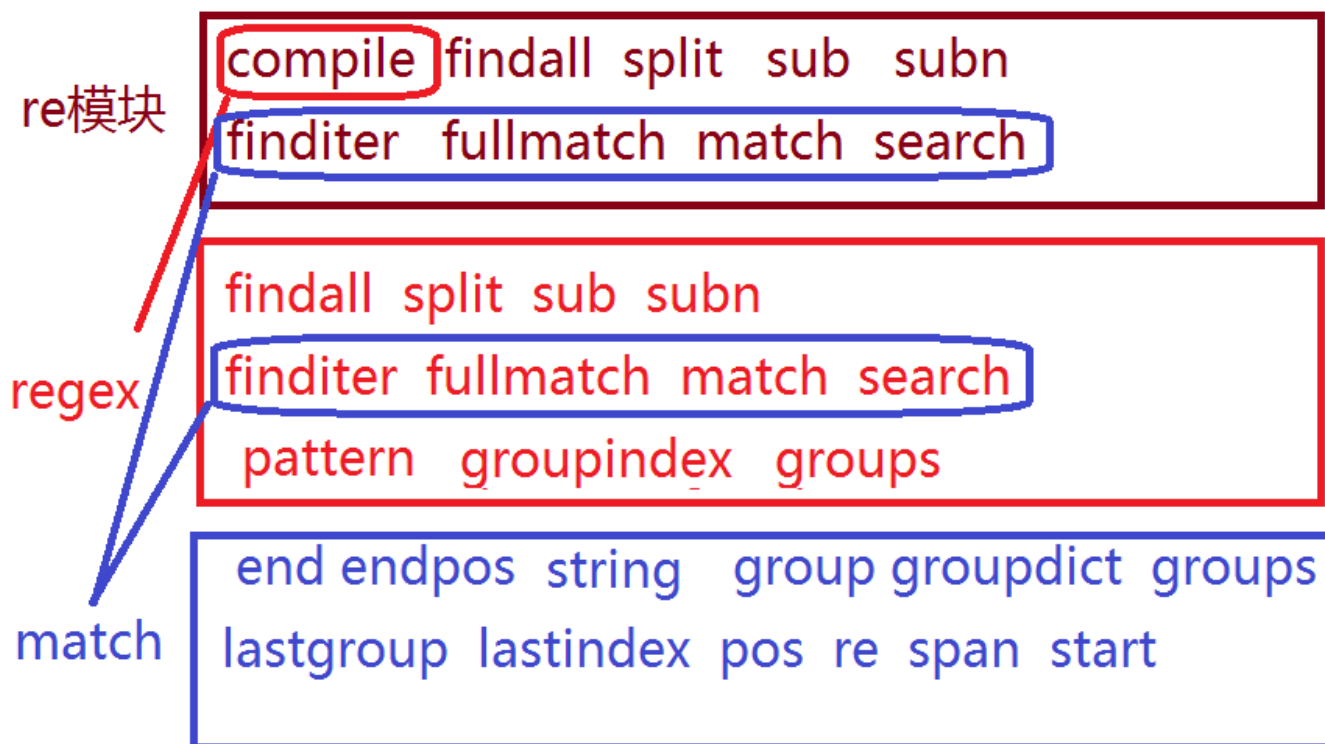 compile findall split sub subn
re模块
finditer fullmatch match search
findall split sub subn
finditer fullmatch match search
regex
pattern groupindex groups
end endpos string group groupdict groups
match
lastgroup lastindex pos re span start